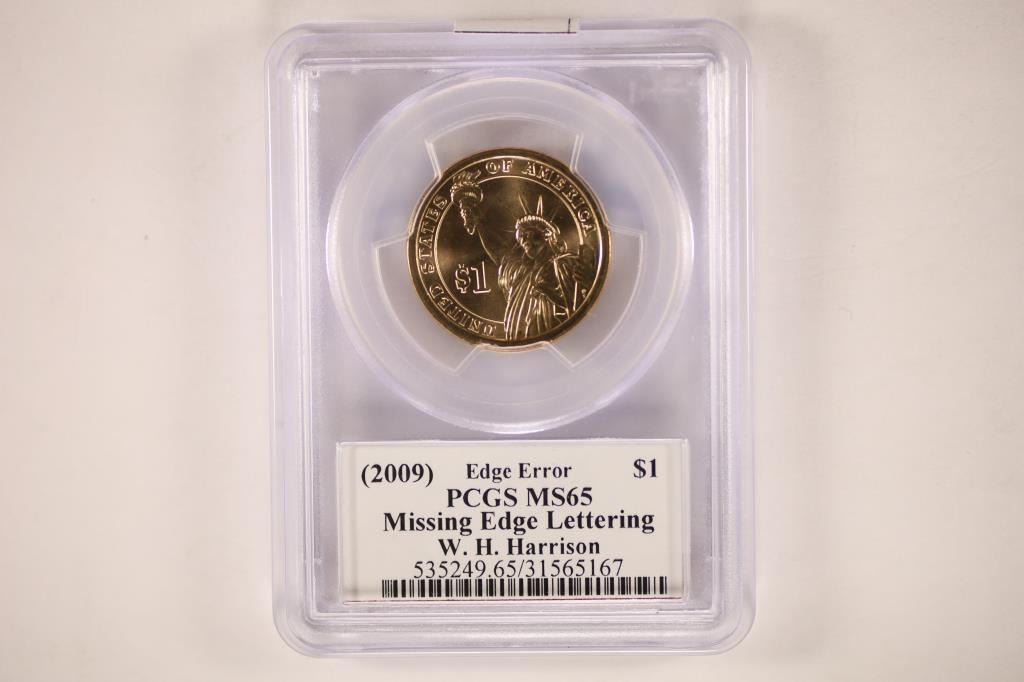 UNITED STATES OF AMERICA
$1
(2009) Edge Error $1
PCGS MS65
Missing Edge Lettering
W. H. Harrison
535249.65/31565167